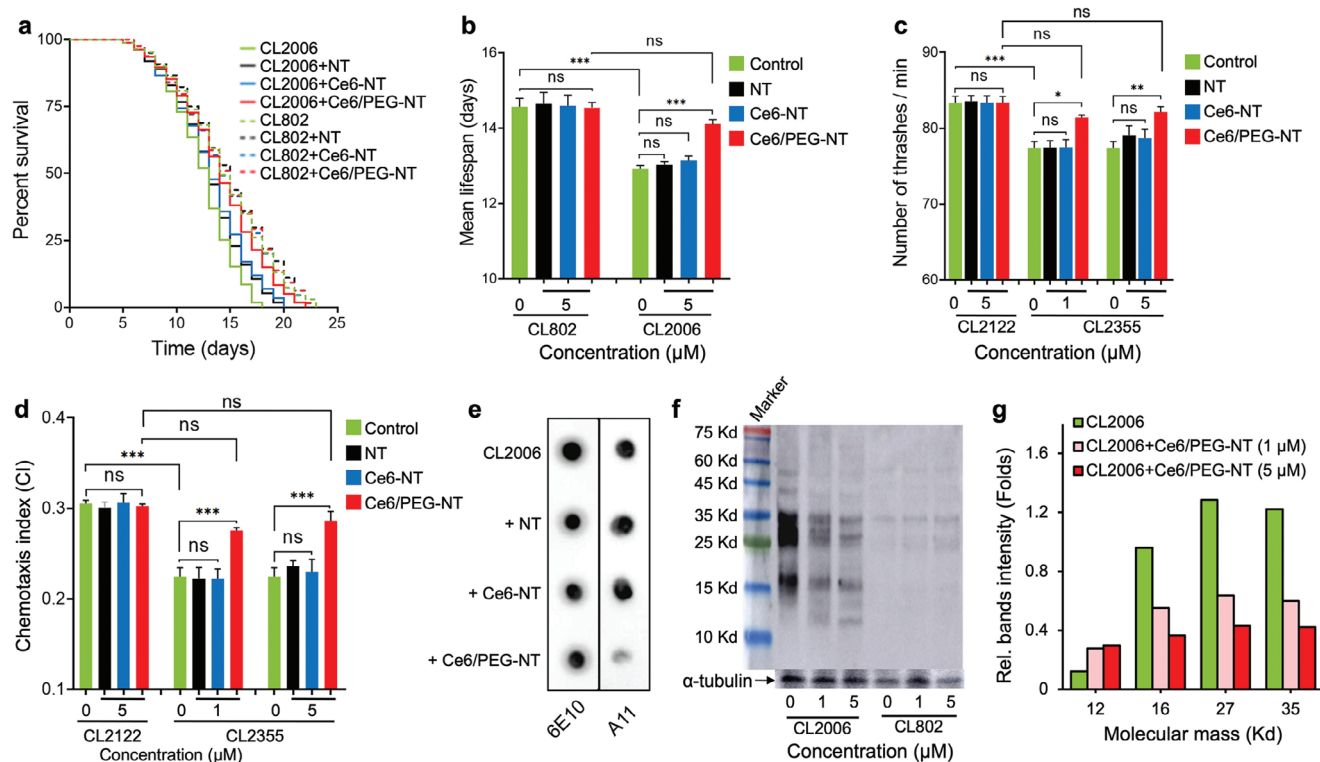 a
Percent survival
100
75
50
25
0
0 5 10 15 20 25
Time (days)
CL2006
CL2006+NT
CL2006+Ce6-NT
CL2006+Ce6/PEG-NT
CL802
CL802+NT
CL802+Ce6-NT
CL802+Ce6/PEG-NT
b
Mean lifespan (days)
16
14
12
10
ns
***
ns
***
ns
ns
Control
NT
Ce6-NT
Ce6/PEG-NT
0 5 0 5
CL802 CL2006
Concentration (µM)
c
Number of thrashes / min
90
80
70
60
ns
ns
***
ns
*
ns
**
ns
Control
NT
Ce6-NT
Ce6/PEG-NT
0 5 0 1 0 5
CL2122 CL2355
Concentration (µM)
d
Chemotaxis index (CI)
0.4
0.3
0.2
0.1
ns
ns
***
ns
***
ns
***
ns
Control
NT
Ce6-NT
Ce6/PEG-NT
0 5 0 1 0 5
CL2122 CL2355
Concentration (µM)
e
CL2006
+ NT
+ Ce6-NT
+ Ce6/PEG-NT
6E10 A11
f
Marker
75 Kd
60 Kd
45 Kd
35 Kd
25 Kd
15 Kd
10 Kd
α-tubulin
0 1 5 0 1 5
CL2006 CL802
Concentration (µM)
g
Rel. bands intensity (Folds)
1.6
1.2
0.8
0.4
0
CL2006
CL2006+Ce6/PEG-NT (1 µM)
CL2006+Ce6/PEG-NT (5 µM)
12 16 27 35
Molecular mass (Kd)